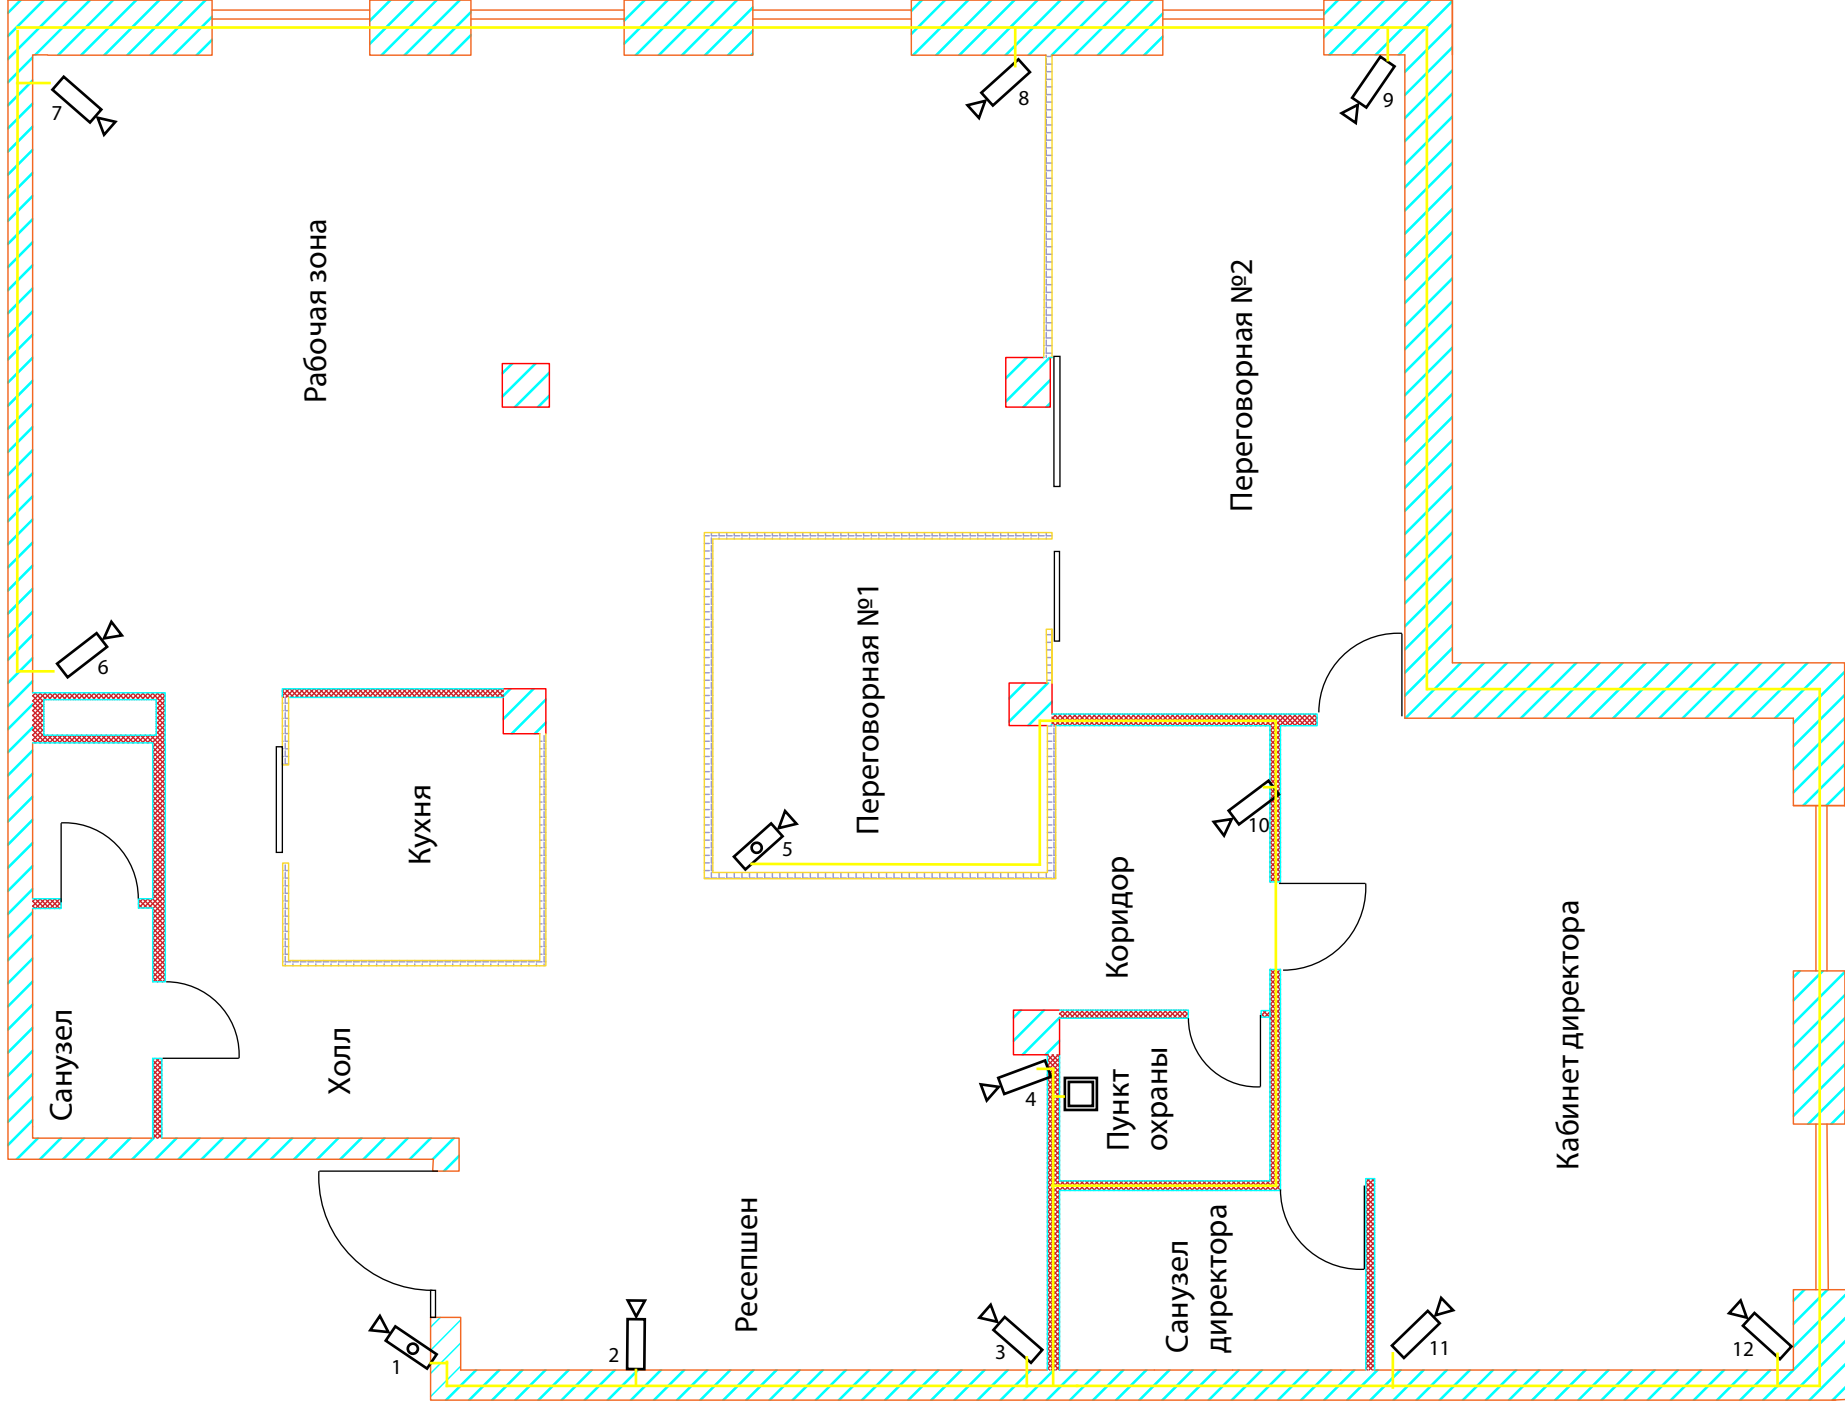 7
8
9
Рабочая зона
Переговорная №2
6
Переговорная №1
Кухня
5
10
Коридор
Кабинет директора
Санузел
Холл
4
Пункт
охраны
Ресепшен
Санузел
директора
1
2
3
11
12